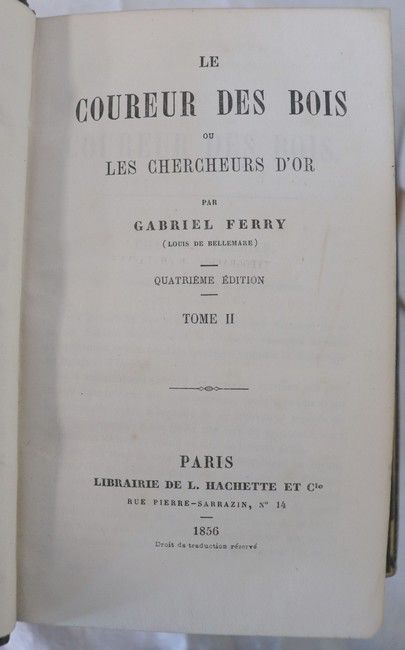 LE
COUREUR DES BOIS
OU
LES CHERCHEURS D'OR
PAR
GABRIEL FERRY
(LOUIS DE BELLEMARE)
QUATRIÈME ÉDITION
TOME II
PARIS
LIBRAIRIE DE L. HACHETTE ET Cie
RUE PIERRE-SARRAZIN, N° 14
1856
Droit de traduction réservé